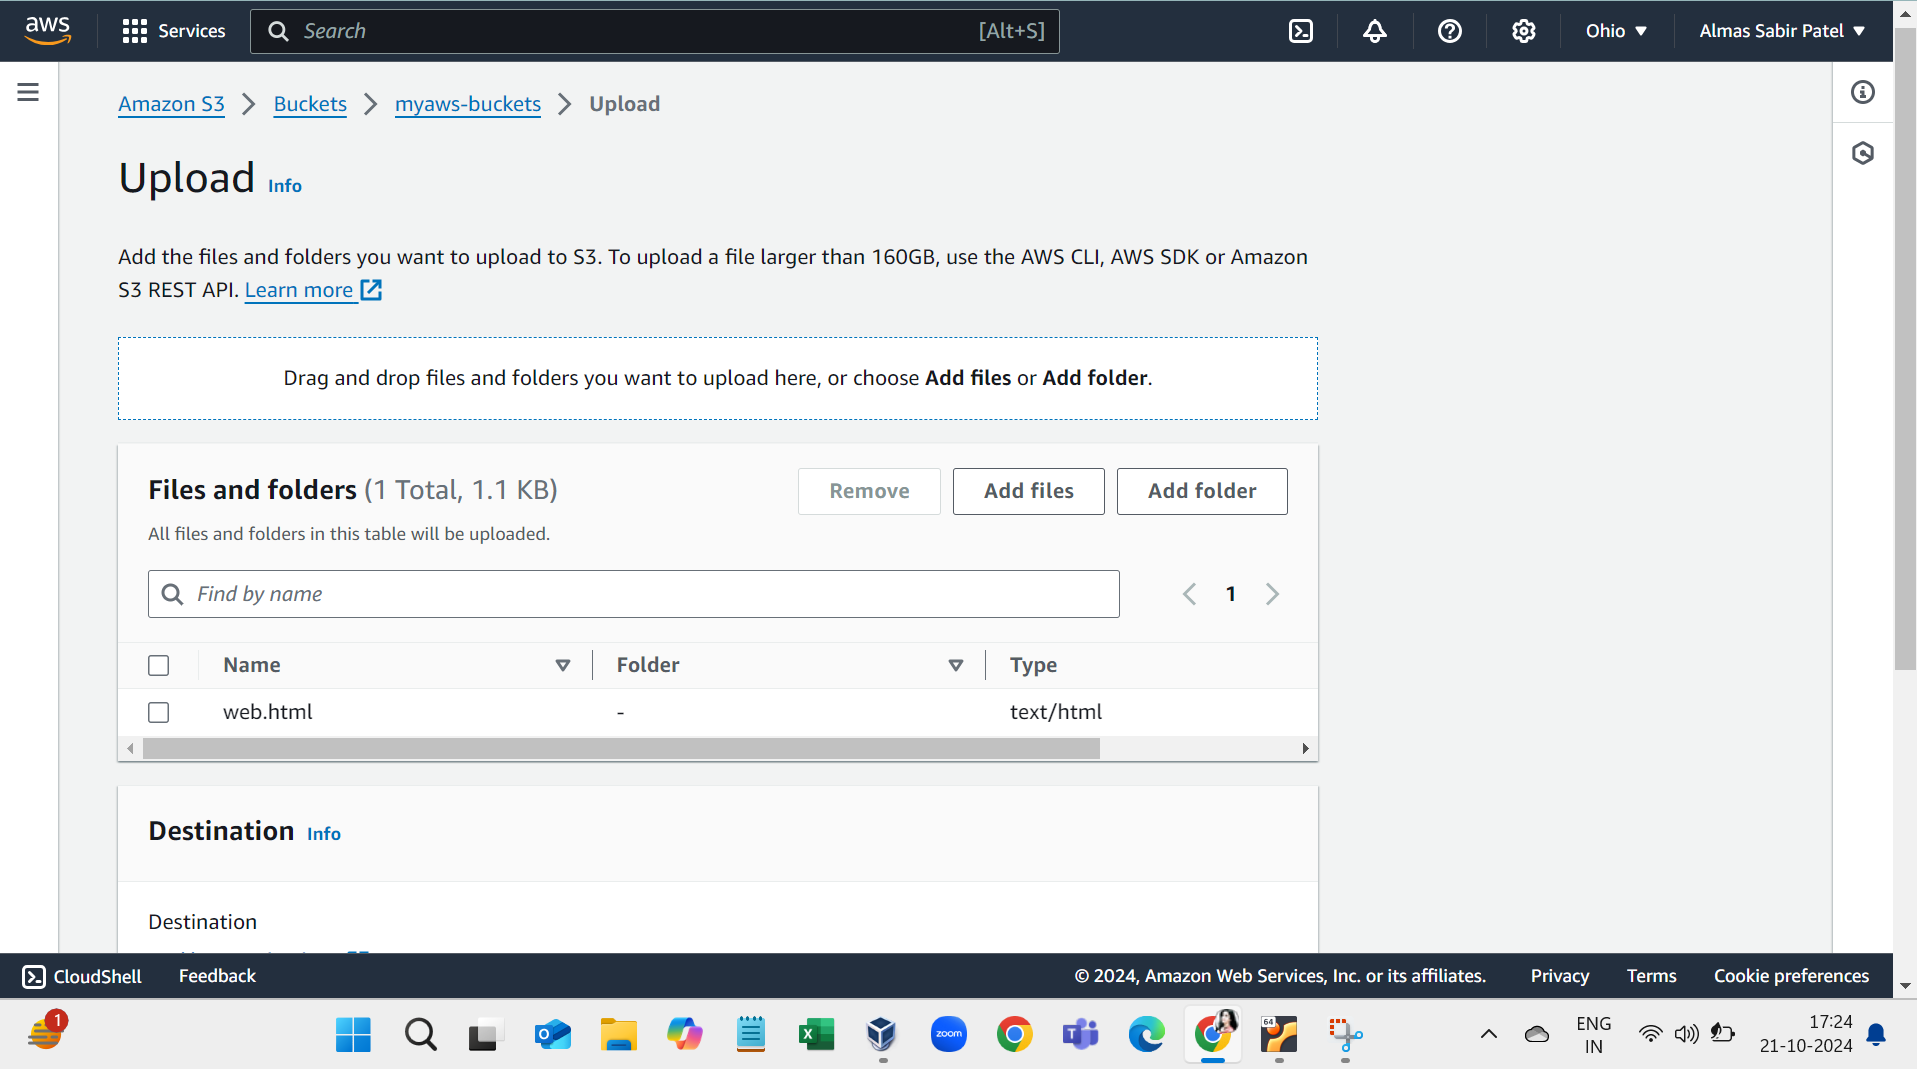 aws
Services
Search
[Alt+S]
Ohio
Almas Sabir Patel
Amazon S3
Buckets
myaws-buckets
Upload
Upload Info
Add the files and folders you want to upload to S3. To upload a file larger than 160GB, use the AWS CLI, AWS SDK or Amazon
S3 REST API. Learn more
Drag and drop files and folders you want to upload here, or choose Add files or Add folder.
Files and folders (1 Total, 1.1 KB)
Remove
Add files
Add folder
All files and folders in this table will be uploaded.
Find by name
1
Name
Folder
Type
web.html
-
text/html
Destination Info
Destination
CloudShell
Feedback
© 2024, Amazon Web Services, Inc. or its affiliates.
Privacy
Terms
Cookie preferences
1
zoom
64
ENG
IN
17:24
21-10-2024